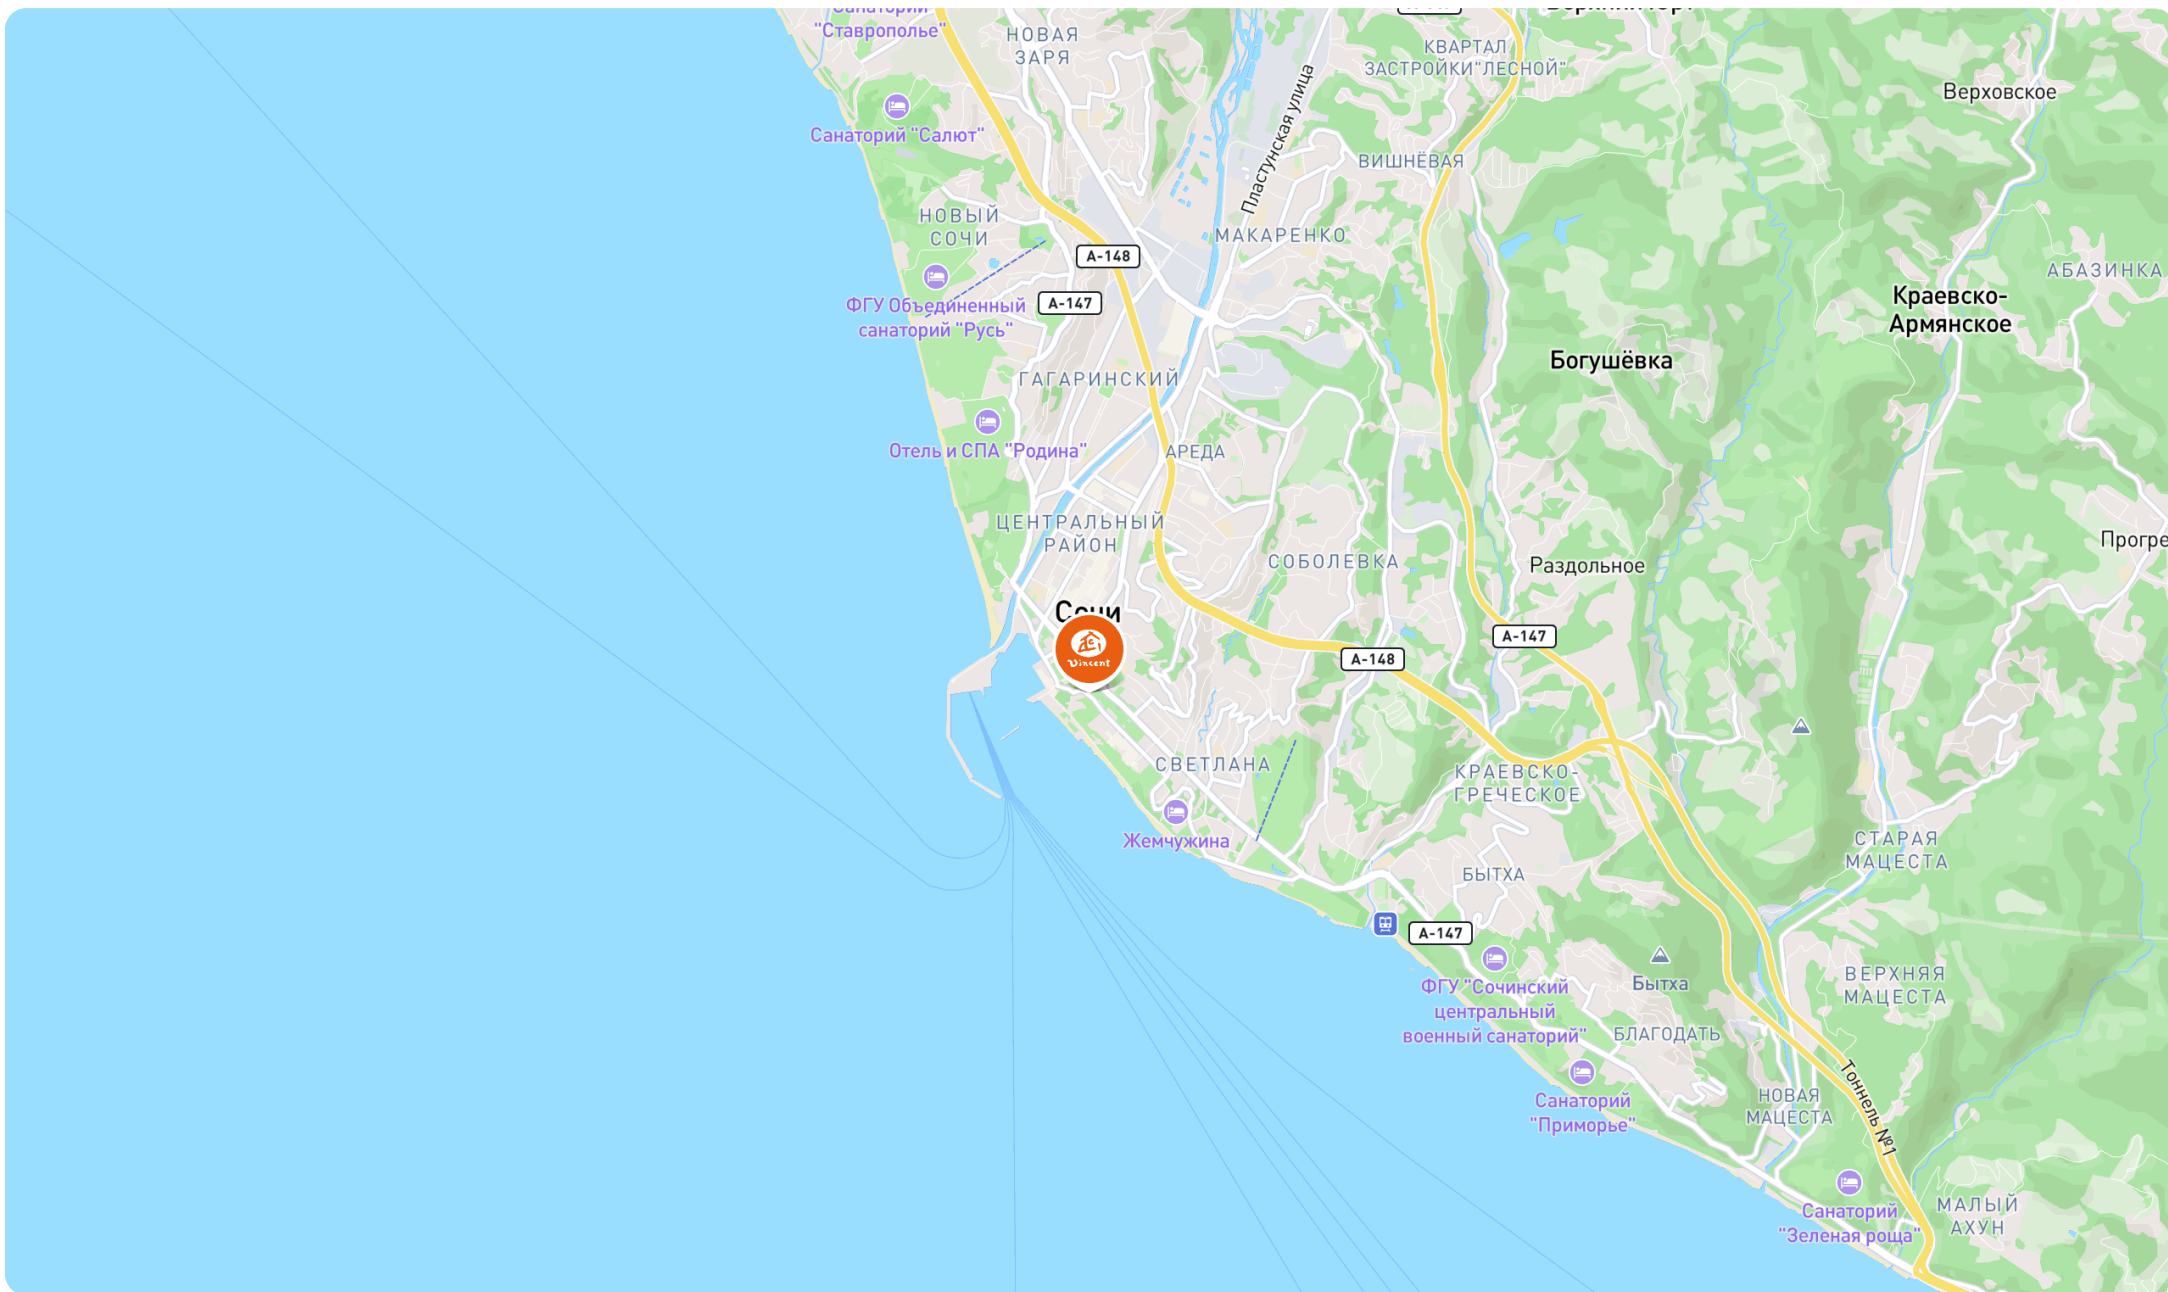 Санаторий
"Ставрополье"
НОВАЯ
ЗАРЯ
КВАРТАЛ
ЗАСТРОЙКИ"ЛЕСНОЙ"
Верховское
Санаторий "Салют"
Пластунская улица
ВИШНЁВАЯ
НОВЫЙ
СОЧИ
МАКАРЕНКО
А-148
АБАЗИНКА
ФГУ Объединенный
санаторий "Русь"
А-147
Краевско-
Армянское
Богушёвка
ГАГАРИНСКИЙ
Отель и СПА "Родина"
АРЕДА
ЦЕНТРАЛЬНЫЙ
РАЙОН
СОБОЛЕВКА
Раздольное
Прогре
Сочи
Vincent
А-147
А-148
СВЕТЛАНА
КРАЕВСКО-
ГРЕЧЕСКОЕ
Жемчужина
СТАРАЯ
МАЦЕСТА
БЫТХА
А-147
ФГУ "Сочинский
центральный
военный санаторий"
Бытха
ВЕРХНЯЯ
МАЦЕСТА
БЛАГОДАТЬ
Санаторий
"Приморье"
НОВАЯ
МАЦЕСТА
Тоннель №1
Санаторий
"Зеленая роща"
МАЛЫЙ
АХУН